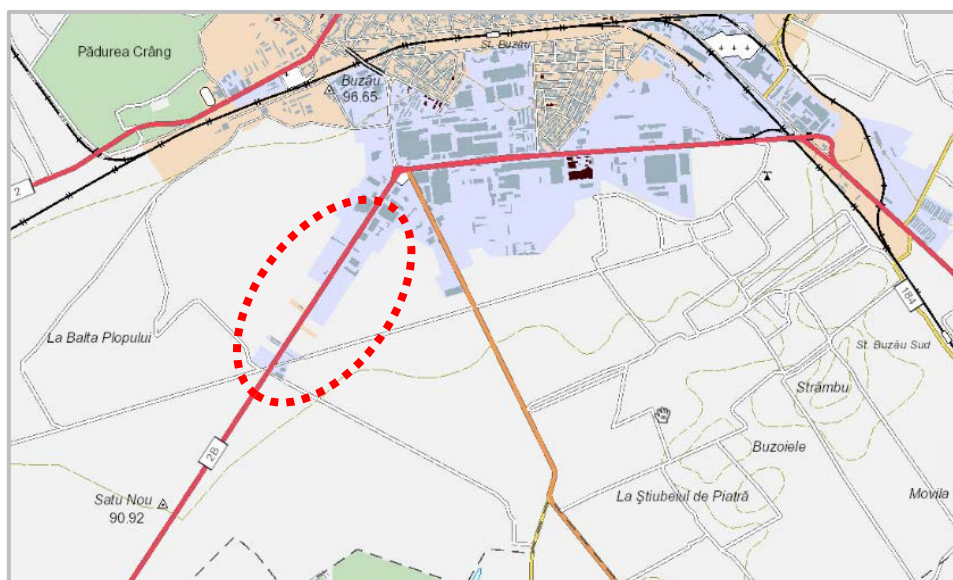 Pădurea Crâng
St. Buzău
Buzău
96.65
2
La Balta Plopului
184
St. Buzău Sud
Strâmbu
Buzoiele
2B
La Știubeiul de Piatră
Movila
Satu Nou
90.92